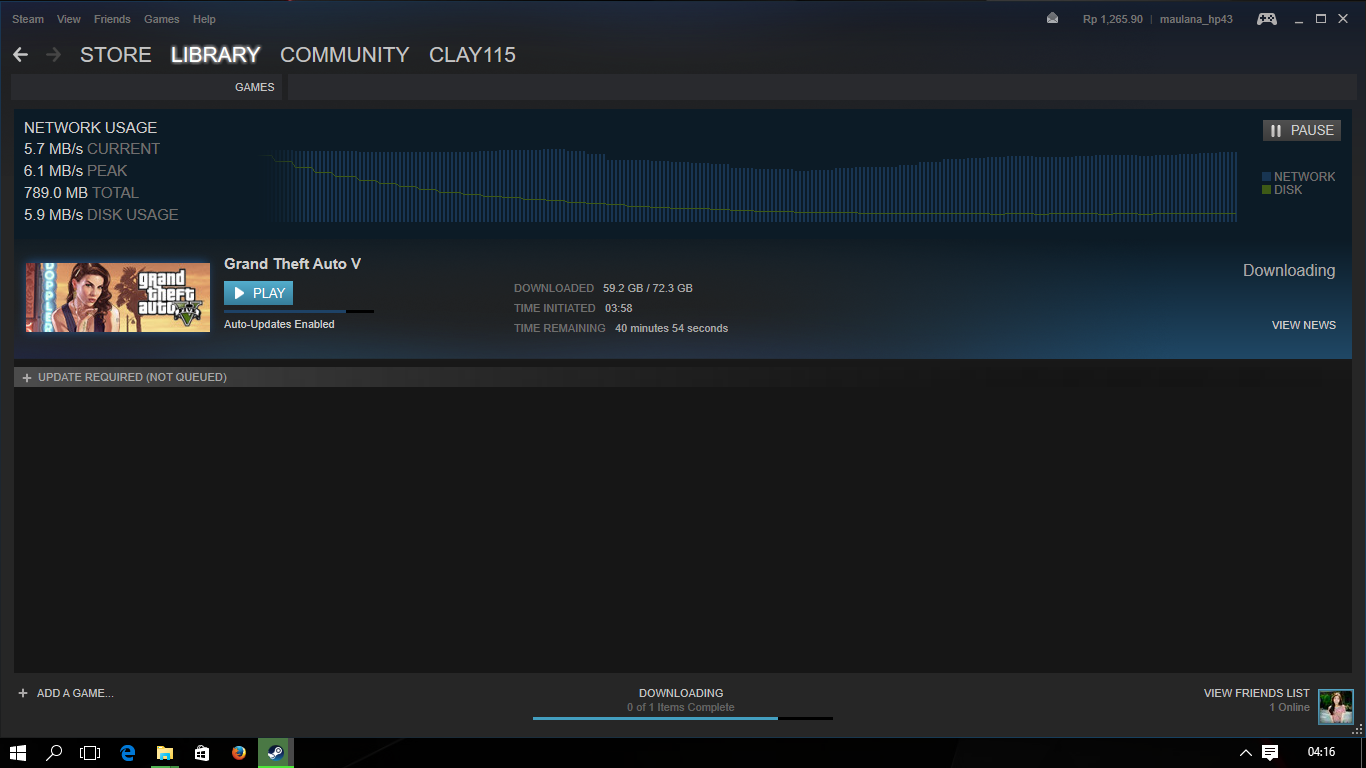 Steam View Friends Games Help Rp 1,265.90 | maulana_hp43
STORE LIBRARY COMMUNITY CLAY115
GAMES
NETWORK USAGE
5.7 MB/s CURRENT
6.1 MB/s PEAK
789.0 MB TOTAL
5.9 MB/s DISK USAGE
PAUSE
NETWORK
DISK
DOPPLER
grand theft auto V
Grand Theft Auto V
PLAY
Auto-Updates Enabled
DOWNLOADED 59.2 GB / 72.3 GB
TIME INITIATED 03:58
TIME REMAINING 40 minutes 54 seconds
Downloading
VIEW NEWS
+ UPDATE REQUIRED (NOT QUEUED)
+ ADD A GAME...
DOWNLOADING
0 of 1 Items Complete
VIEW FRIENDS LIST
1 Online
04:16